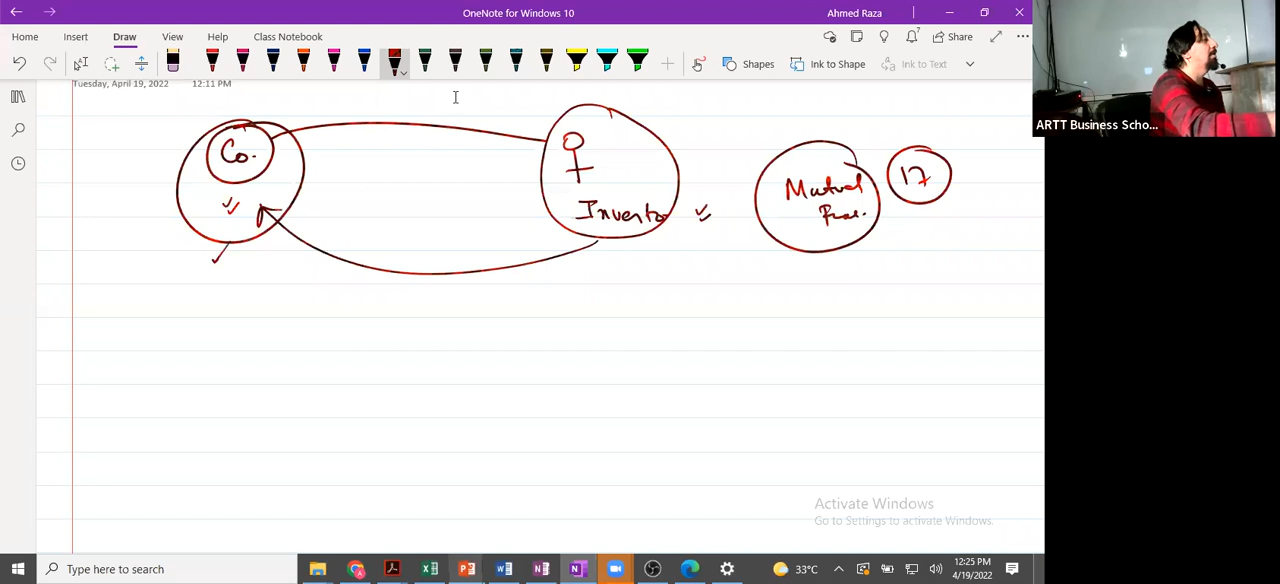 OneNote for Windows 10
Ahmed Raza
Home Insert Draw View Help Class Notebook
Share
Shapes Ink to Shape Ink to Text
Tuesday, April 19, 2022 12:11 PM
ARTT Business Scho...
Co.
Mutual
17
Investo
Activate Windows
Go to Settings to activate Windows.
Type here to search
33°C
12:25 PM
4/19/2022